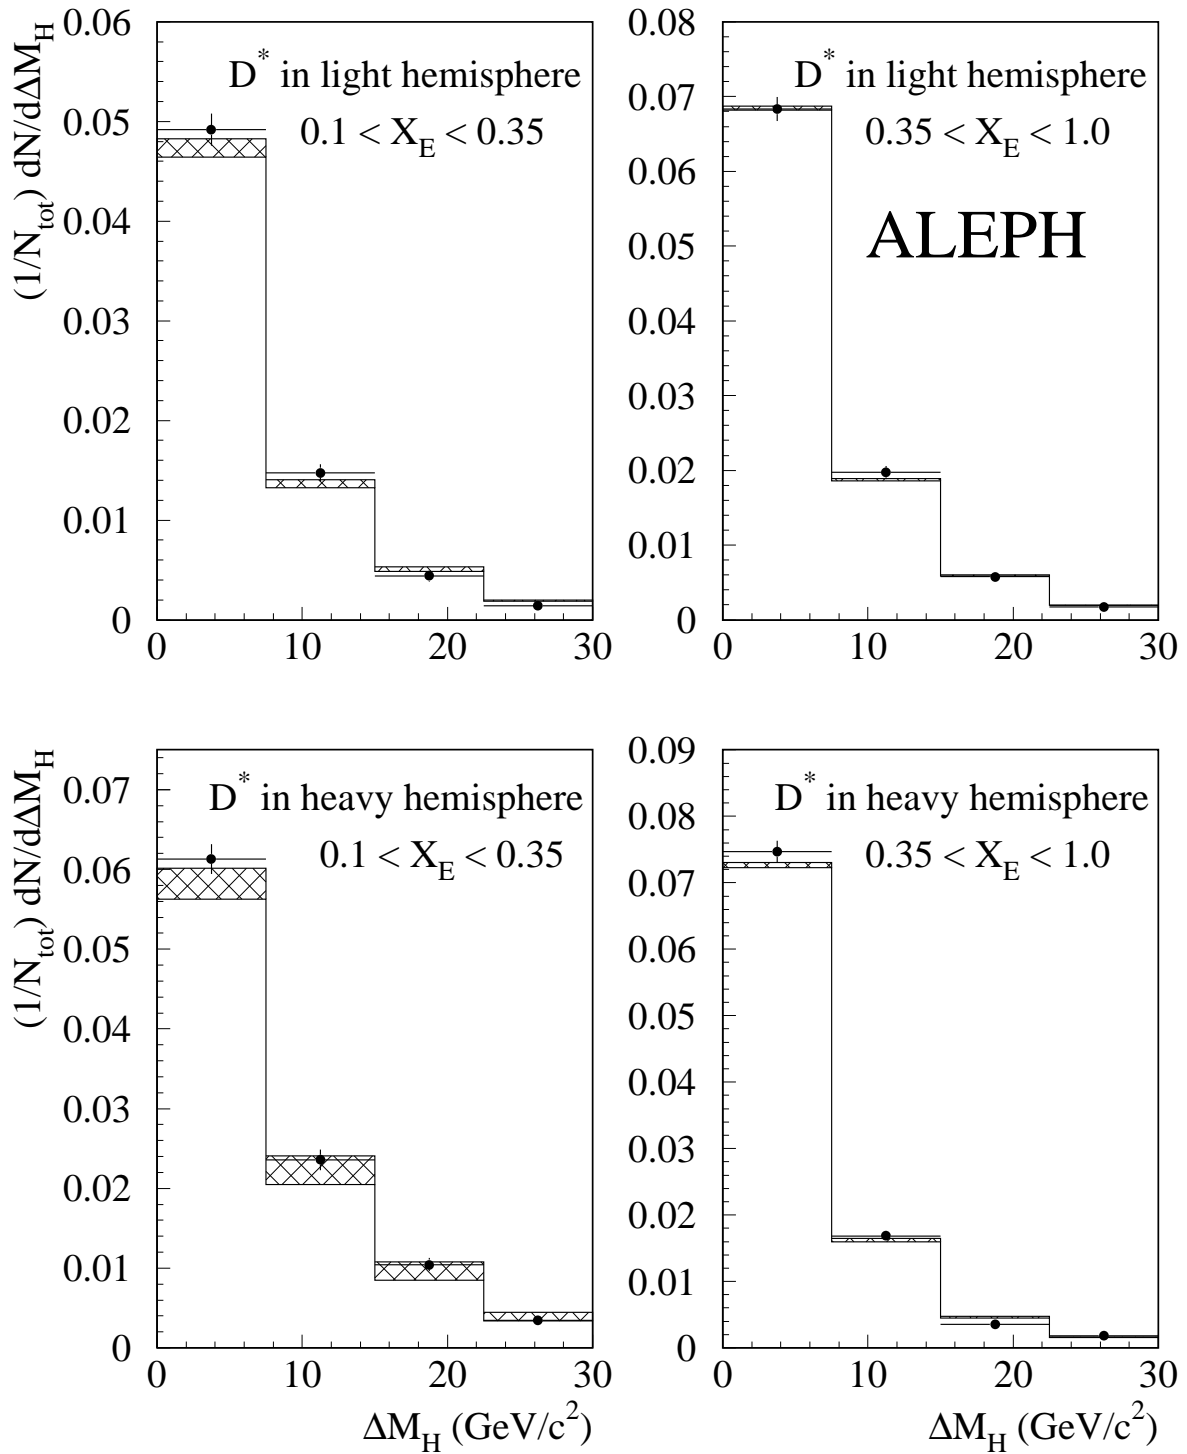 (1/N_tot) dN/dΔM_H
0.06
0.05
0.04
0.03
0.02
0.01
0
D* in light hemisphere
0.1 < X_E < 0.35
0 10 20 30
0.08
0.07
0.06
0.05
0.04
0.03
0.02
0.01
0
D* in light hemisphere
0.35 < X_E < 1.0
ALEPH
0 10 20 30
(1/N_tot) dN/dΔM_H
0.07
0.06
0.05
0.04
0.03
0.02
0.01
0
D* in heavy hemisphere
0.1 < X_E < 0.35
0 10 20 30
ΔM_H (GeV/c²)
0.09
0.08
0.07
0.06
0.05
0.04
0.03
0.02
0.01
0
D* in heavy hemisphere
0.35 < X_E < 1.0
0 10 20 30
ΔM_H (GeV/c²)